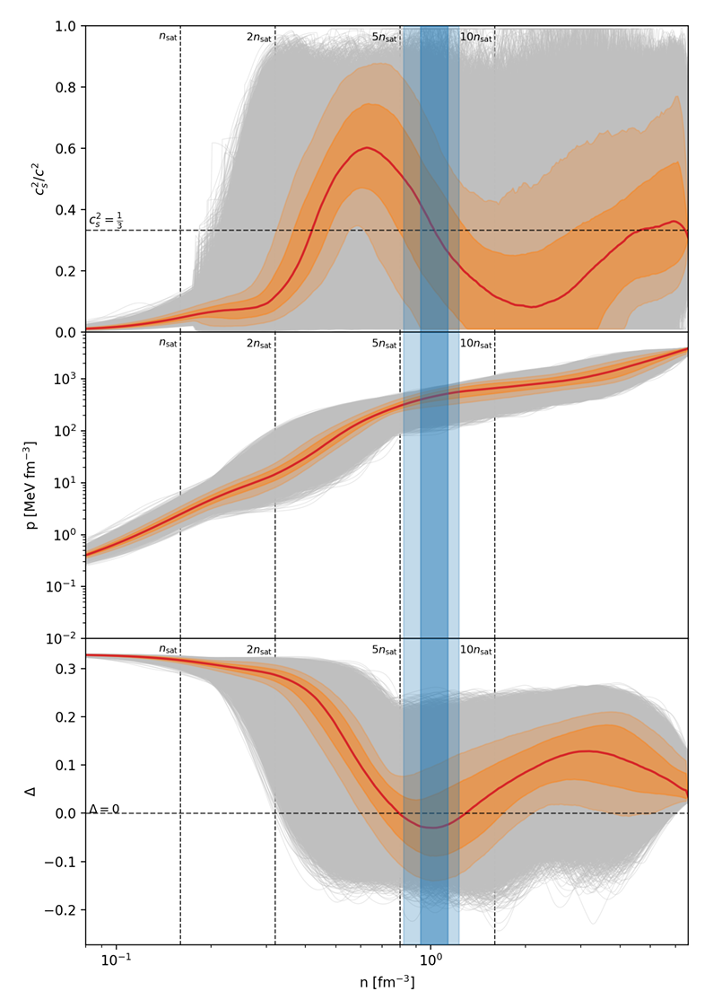 1.0
n_sat 2n_sat 5n_sat 10n_sat
0.8
0.6
c_s^2/c^2
0.4
c_s^2 = 1/3
0.2
0.0
n_sat 2n_sat 5n_sat 10n_sat
10^3
10^2
p [MeV fm^−3]
10^1
10^0
10^−1
10^−2
n_sat 2n_sat 5n_sat 10n_sat
0.3
0.2
0.1
Δ
Δ = 0
0.0
−0.1
−0.2
10^−1 10^0
n [fm^−3]